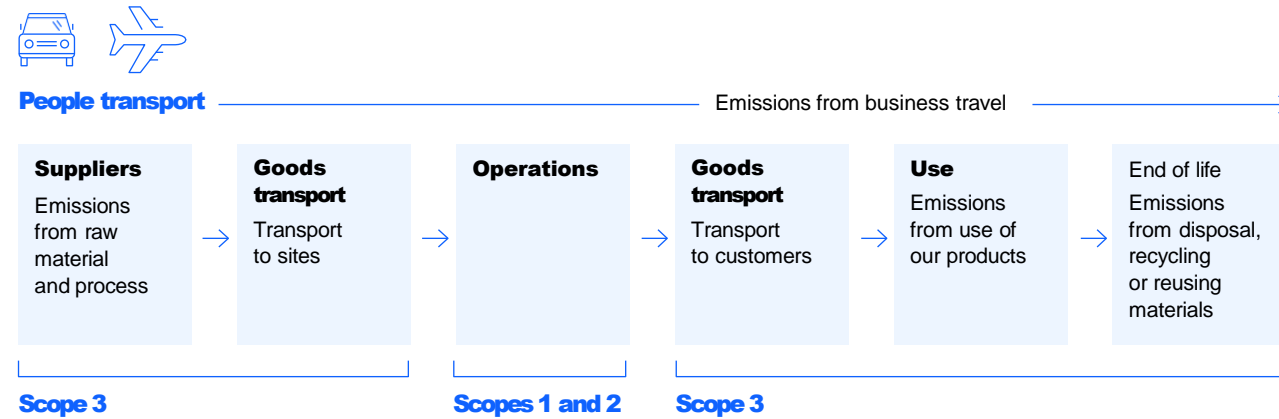 People transport
Emissions from business travel
Suppliers
Emissions
from raw
material
and process
Goods
transport
Transport
to sites
Operations
Goods
transport
Transport
to customers
Use
Emissions
from use of
our products
End of life
Emissions
from disposal,
recycling
or reusing
materials
Scope 3
Scopes 1 and 2
Scope 3